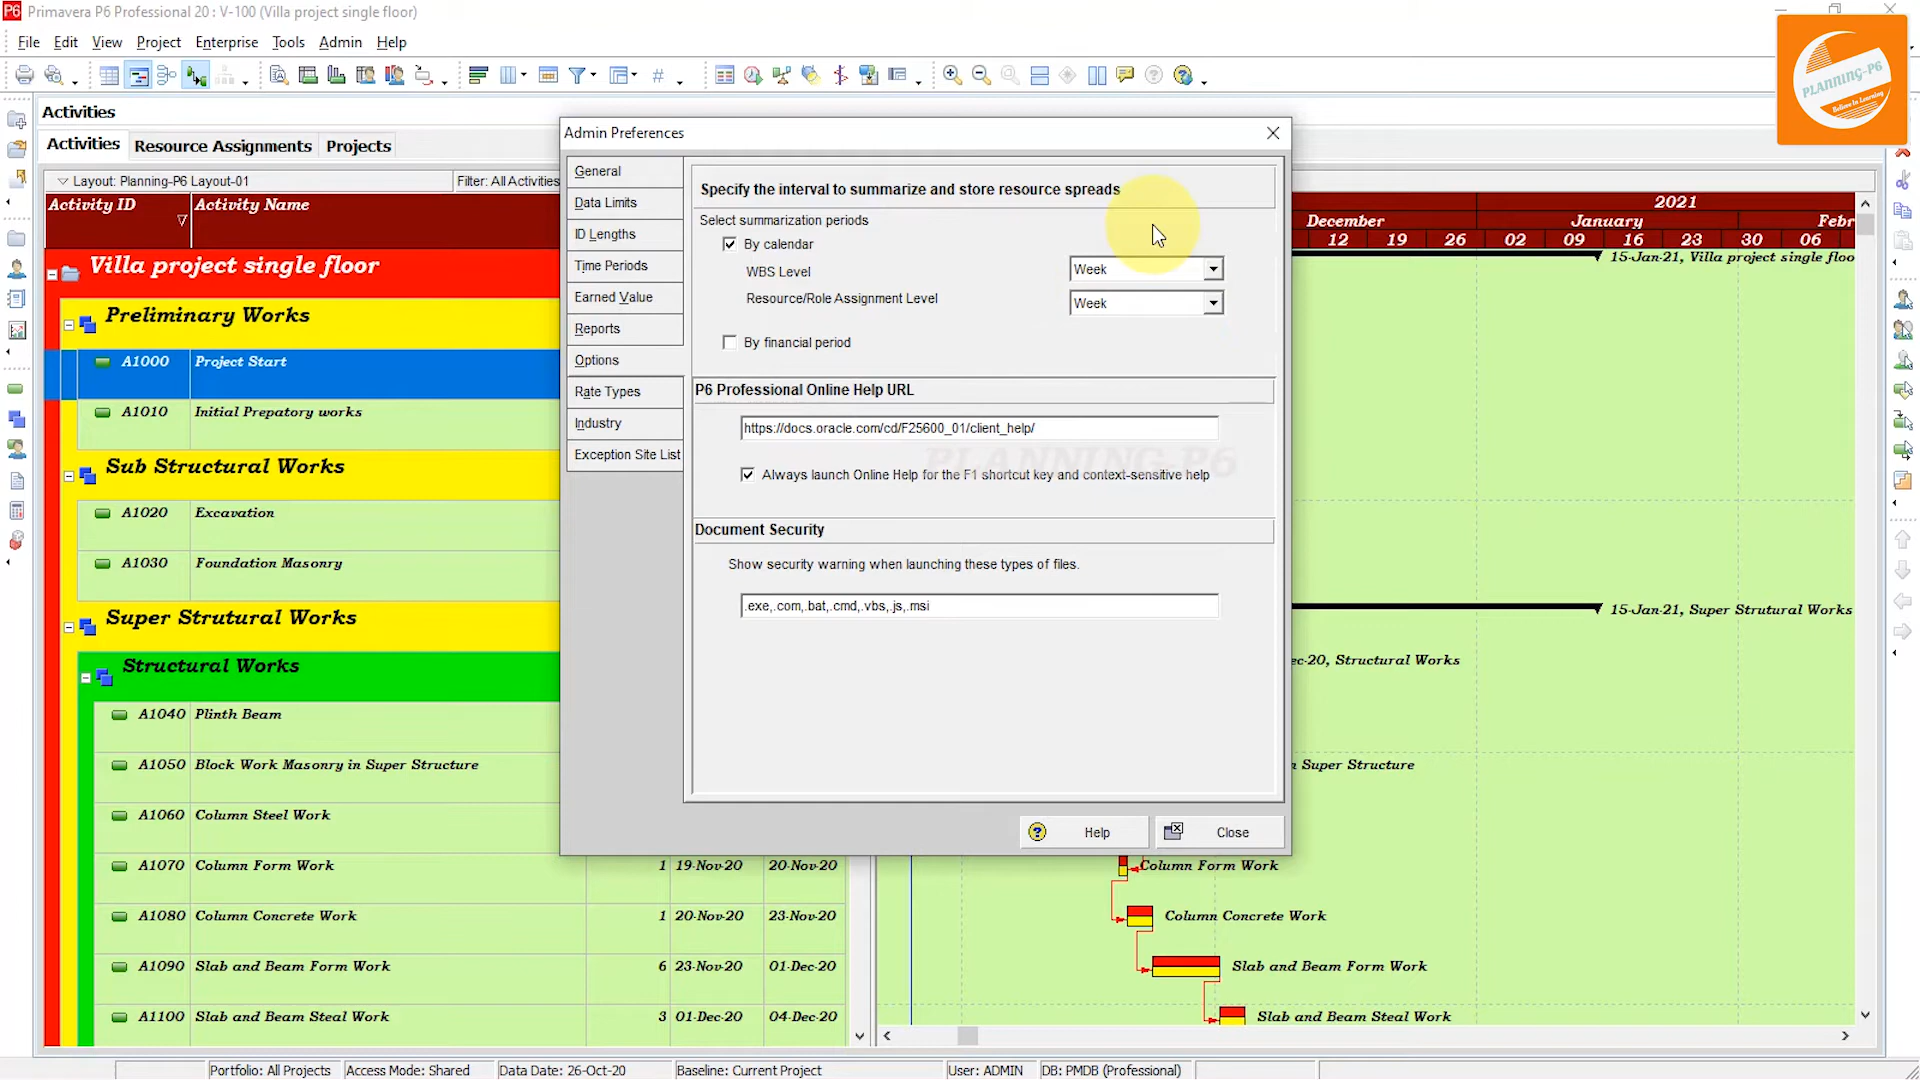 P6 Primavera P6 Professional 20 : V-100 (Villa project single floor)
File Edit View Project Enterprise Tools Admin Help
PLANNING-P6
Believe In Learning
Activities
Activities Resource Assignments Projects
Layout: Planning-P6 Layout-01 Filter: All Activities
Activity ID Activity Name
2021
December January Febr
12 19 26 02 09 16 23 30 06
Villa project single floor
15-Jan-21, Villa project single floo
Preliminary Works
A1000 Project Start
A1010 Initial Prepatory works
Sub Structural Works
A1020 Excavation
A1030 Foundation Masonry
Super Strutural Works
15-Jan-21, Super Strutural Works
Structural Works
ec-20, Structural Works
A1040 Plinth Beam
A1050 Block Work Masonry in Super Structure
Super Structure
A1060 Column Steel Work
A1070 Column Form Work 1 19-Nov-20 20-Nov-20
Column Form Work
A1080 Column Concrete Work 1 20-Nov-20 23-Nov-20
Column Concrete Work
A1090 Slab and Beam Form Work 6 23-Nov-20 01-Dec-20
Slab and Beam Form Work
A1100 Slab and Beam Steal Work 3 01-Dec-20 04-Dec-20
Slab and Beam Steal Work
Admin Preferences
General
Data Limits
ID Lengths
Time Periods
Earned Value
Reports
Options
Rate Types
Industry
Exception Site List
Specify the interval to summarize and store resource spreads
Select summarization periods
By calendar
WBS Level Week
Resource/Role Assignment Level Week
By financial period
P6 Professional Online Help URL
https://docs.oracle.com/cd/F25600_01/client_help/
PLANNING-P6
Always launch Online Help for the F1 shortcut key and context-sensitive help
Document Security
Show security warning when launching these types of files.
.exe,.com,.bat,.cmd,.vbs,.js,.msi
Help Close
Portfolio: All Projects Access Mode: Shared Data Date: 26-Oct-20 Baseline: Current Project User: ADMIN DB: PMDB (Professional)